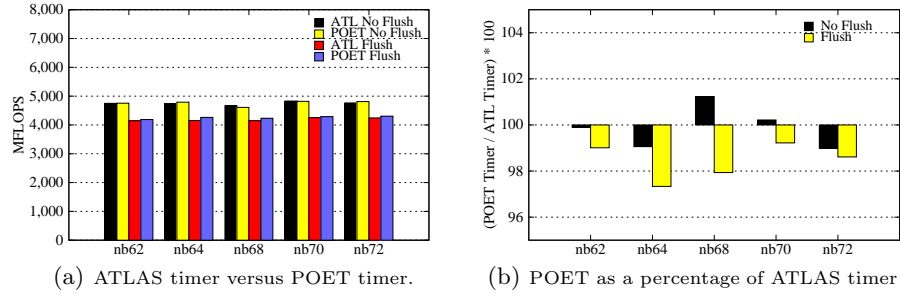 8,000
7,000
6,000
5,000
4,000
3,000
2,000
1,000
0
MFLOPS
ATL No Flush
POET No Flush
ATL Flush
POET Flush
nb62 nb64 nb68 nb70 nb72
(a) ATLAS timer versus POET timer.
104
102
100
98
96
(POET Timer / ATL Timer) * 100
No Flush
Flush
nb62 nb64 nb68 nb70 nb72
(b) POET as a percentage of ATLAS timer